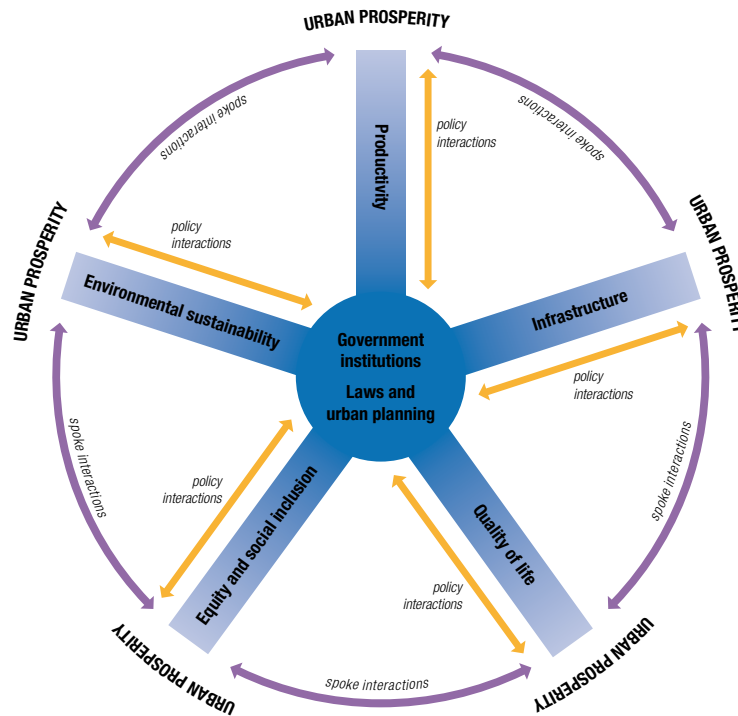 URBAN PROSPERITY
spoke interactions
spoke interactions
policy
interactions
Productivity
URBAN PROSPERITY
URBAN PROSPERITY
policy
interactions
Environmental sustainability
Infrastructure
Government
institutions
Laws and
urban planning
policy
interactions
spoke interactions
spoke interactions
policy
interactions
Equity and social inclusion
Quality of life
policy
interactions
URBAN PROSPERITY
URBAN PROSPERITY
spoke interactions